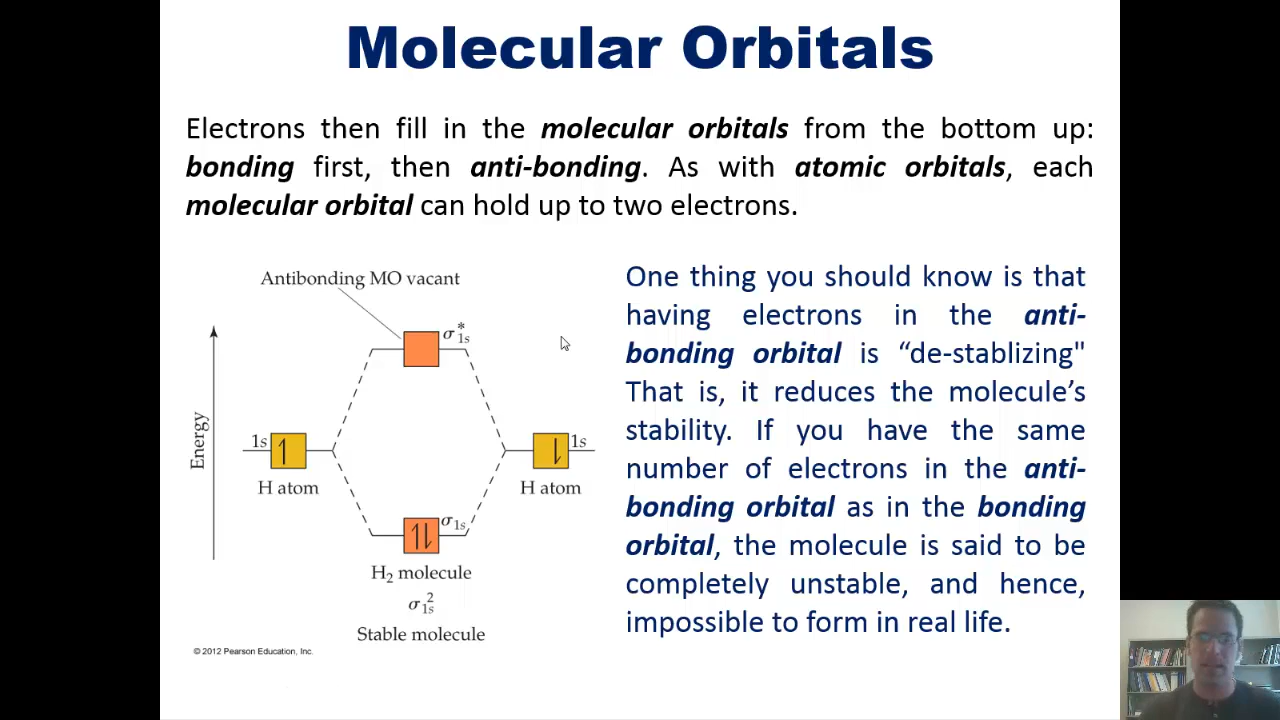 Molecular Orbitals
Electrons then fill in the molecular orbitals from the bottom up:
bonding first, then anti-bonding. As with atomic orbitals, each
molecular orbital can hold up to two electrons.
Antibonding MO vacant
σ*1s
Energy
1s
1s
H atom
H atom
σ1s
H2 molecule
σ1s2
Stable molecule
© 2012 Pearson Education, Inc.
One thing you should know is that
having electrons in the anti-
bonding orbital is “de-stablizing"
That is, it reduces the molecule’s
stability. If you have the same
number of electrons in the anti-
bonding orbital as in the bonding
orbital, the molecule is said to be
completely unstable, and hence,
impossible to form in real life.